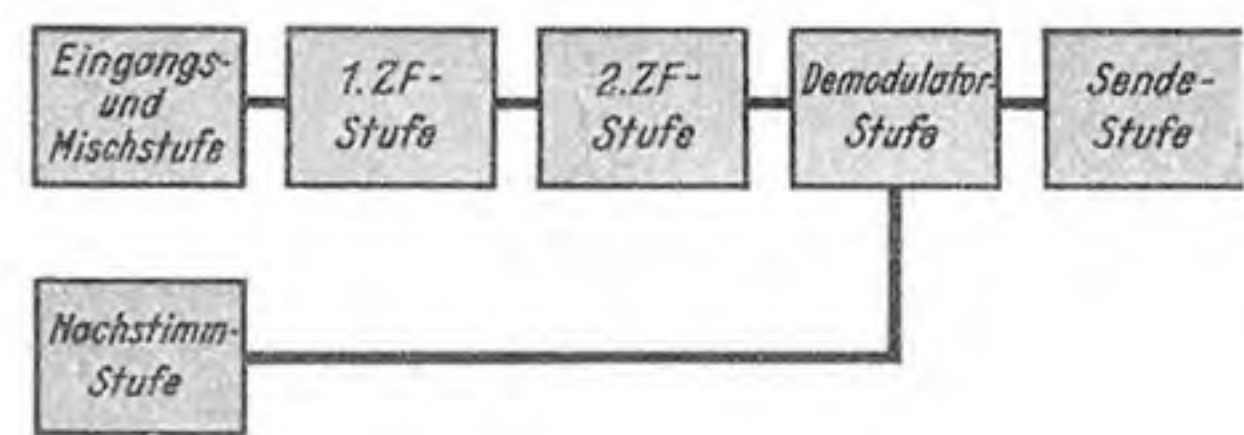 Eingangs-
und
Mischstufe
1. ZF-
Stufe
2. ZF-
Stufe
Demodulator-
Stufe
Sende-
Stufe
Nachstimm-
Stufe